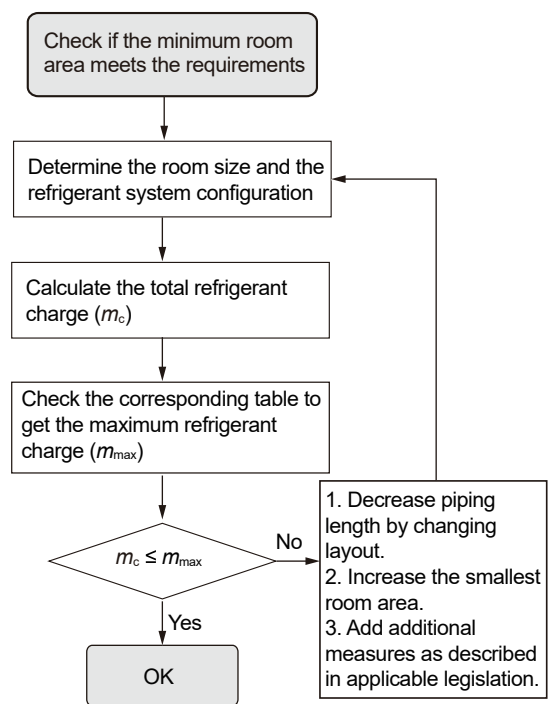 Check if the minimum room
area meets the requirements
Determine the room size and the
refrigerant system configuration
Calculate the total refrigerant
charge (mc)
Check the corresponding table to
get the maximum refrigerant
charge (mmax)
mc ≤ mmax
No
Yes
OK
1. Decrease piping
length by changing
layout.
2. Increase the smallest
room area.
3. Add additional
measures as described
in applicable legislation.